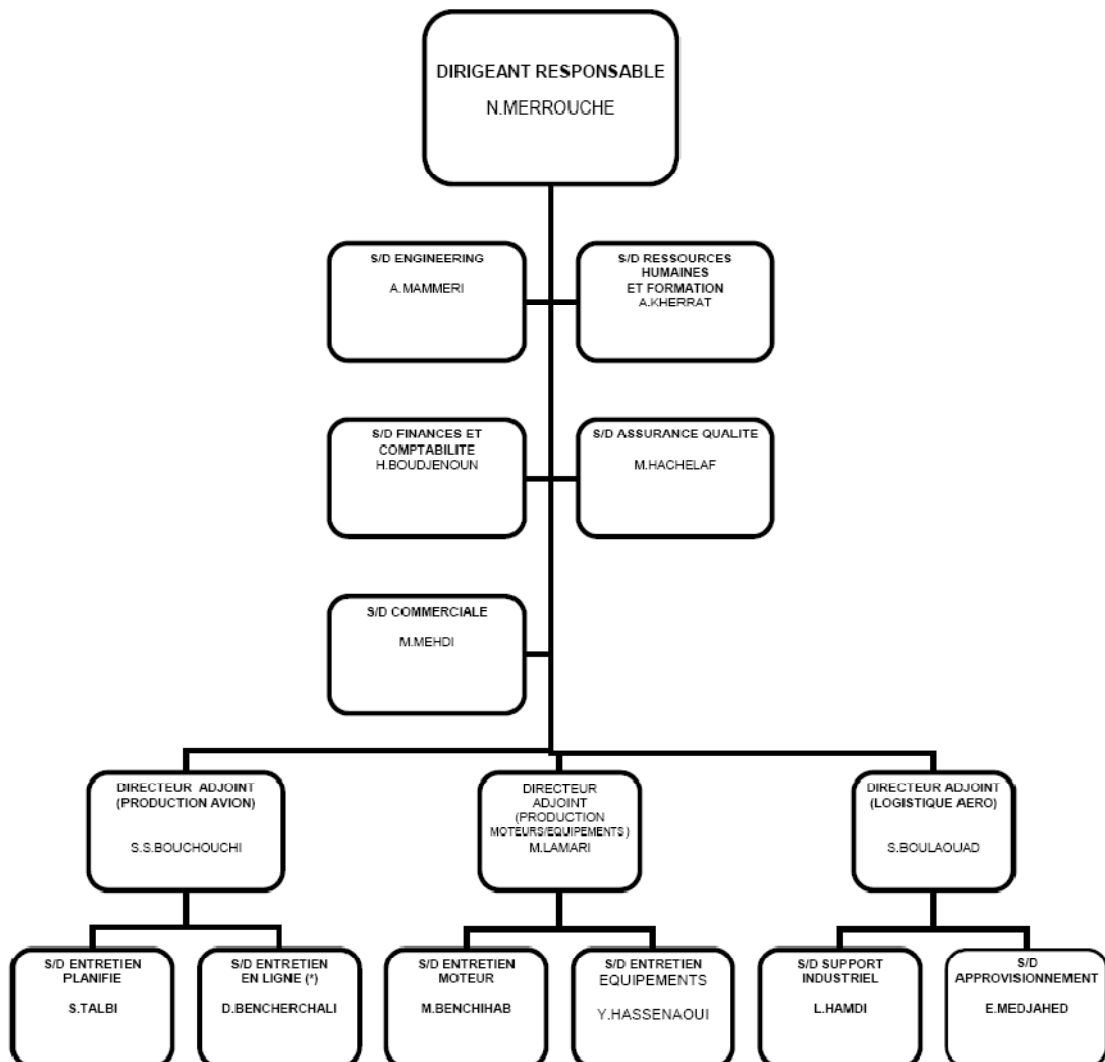 DIRIGEANT RESPONSABLE
N.MERROUCHE
S/D ENGINEERING
A.MAMMERI
S/D RESSOURCES
HUMAINES
ET FORMATION
A.KHERRAT
S/D FINANCES ET
COMPTABILITE
H.BOUDJENOUN
S/D ASSURANCE QUALITE
M.HACHELAF
S/D COMMERCIALE
M.MEHDI
DIRECTEUR ADJOINT
(PRODUCTION AVION)
S.S.BOUCHOUCHI
DIRECTEUR
ADJOINT
(PRODUCTION
MOTEURS/EQUIPEMENTS )
M.LAMARI
DIRECTEUR ADJOINT
(LOGISTIQUE AERO)
S.BOULAOUAD
S/D ENTRETIEN
PLANIFIE
S.TALBI
S/D ENTRETIEN
EN LIGNE (*)
D.BENCHERCHALI
S/D ENTRETIEN
MOTEUR
M.BENCHIHAB
S/D ENTRETIEN
EQUIPEMENTS
Y.HASSENAOUI
S/D SUPPORT
INDUSTRIEL
L.HAMDI
S/D
APPROVISIONNEMENT
E.MEDJAHED